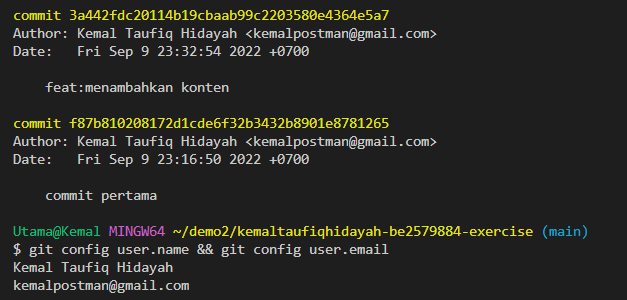 commit 3a442fdc20114b19cbaab99c2203580e4364e5a7
Author: Kemal Taufiq Hidayah <kemalpostman@gmail.com>
Date:   Fri Sep 9 23:32:54 2022 +0700
    feat:menambahkan konten
commit f87b810208172d1cde6f32b3432b8901e8781265
Author: Kemal Taufiq Hidayah <kemalpostman@gmail.com>
Date:   Fri Sep 9 23:16:50 2022 +0700
    commit pertama
Utama@Kemal MINGW64 ~/demo2/kemaltaufiqhidayah-be2579884-exercise (main)
$ git config user.name && git config user.email
Kemal Taufiq Hidayah
kemalpostman@gmail.com